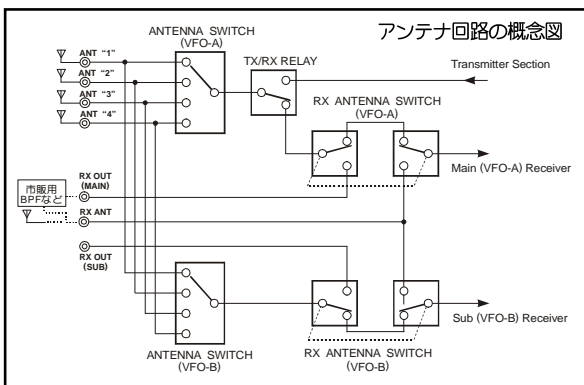 アンテナ回路の概念図
ANTENNA SWITCH
(VFO-A)
ANT “1”
ANT “2”
ANT “3”
ANT “4”
TX/RX RELAY
Transmitter Section
RX ANTENNA SWITCH
(VFO-A)
Main (VFO-A) Receiver
RX OUT
(MAIN)
市販用
BPFなど
RX ANT
RX OUT
(SUB)
Sub (VFO-B) Receiver
ANTENNA SWITCH
(VFO-B)
RX ANTENNA SWITCH
(VFO-B)